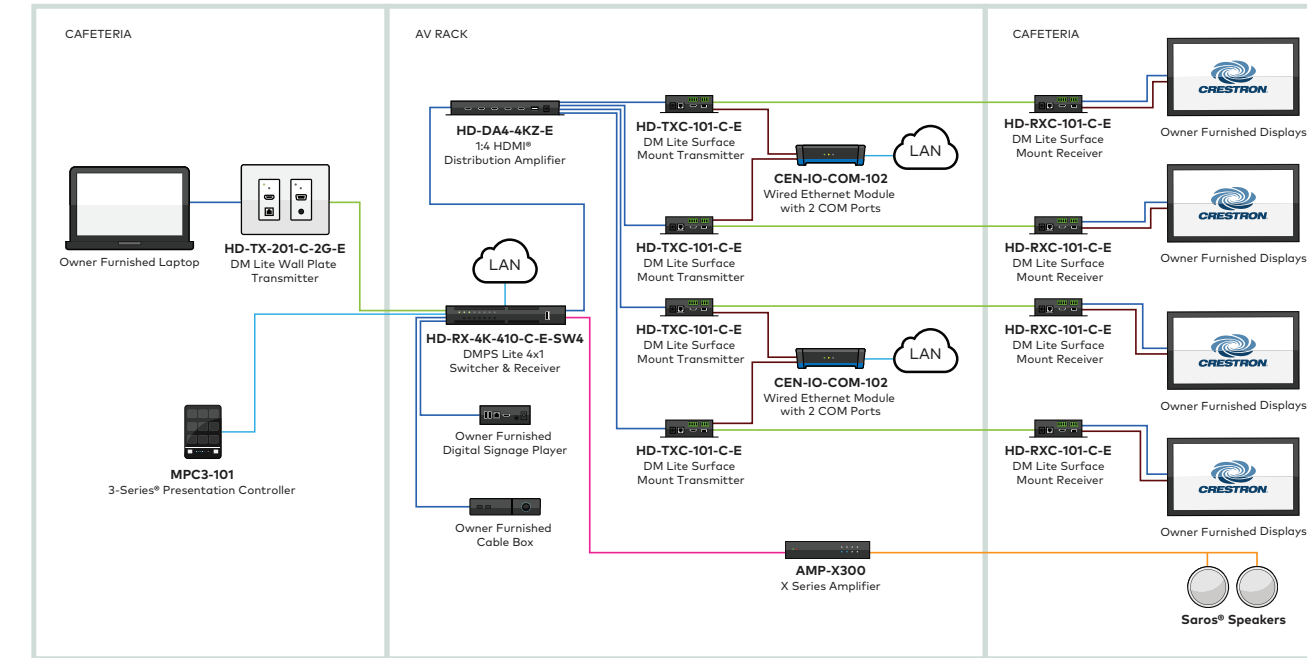 CAFETERIA
AV RACK
CAFETERIA
Owner Furnished Laptop
HD-TX-201-C-2G-E
DM Lite Wall Plate
Transmitter
MPC3-101
3-Series® Presentation Controller
HD-DA4-4KZ-E
1:4 HDMI®
Distribution Amplifier
LAN
HD-RX-4K-410-C-E-SW4
DMPS Lite 4x1
Switcher & Receiver
Owner Furnished
Digital Signage Player
Owner Furnished
Cable Box
HD-TXC-101-C-E
DM Lite Surface
Mount Transmitter
HD-TXC-101-C-E
DM Lite Surface
Mount Transmitter
HD-TXC-101-C-E
DM Lite Surface
Mount Transmitter
HD-TXC-101-C-E
DM Lite Surface
Mount Transmitter
LAN
CEN-IO-COM-102
Wired Ethernet Module
with 2 COM Ports
LAN
CEN-IO-COM-102
Wired Ethernet Module
with 2 COM Ports
AMP-X300
X Series Amplifier
HD-RXC-101-C-E
DM Lite Surface
Mount Receiver
HD-RXC-101-C-E
DM Lite Surface
Mount Receiver
HD-RXC-101-C-E
DM Lite Surface
Mount Receiver
HD-RXC-101-C-E
DM Lite Surface
Mount Receiver
CRESTRON
Owner Furnished Displays
CRESTRON
Owner Furnished Displays
CRESTRON
Owner Furnished Displays
CRESTRON
Owner Furnished Displays
Saros® Speakers